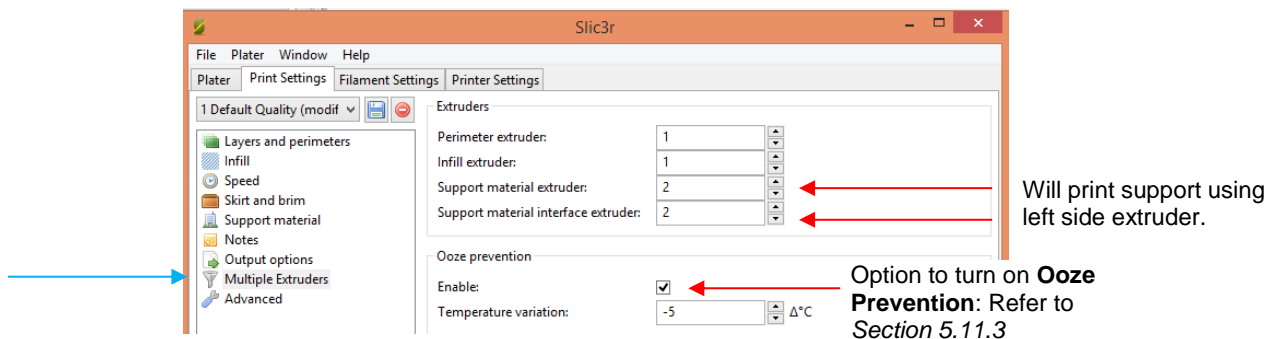 Slic3r
File Plater Window Help
Plater Print Settings Filament Settings Printer Settings
1 Default Quality (modif
Layers and perimeters
Infill
Speed
Skirt and brim
Support material
Notes
Output options
Multiple Extruders
Advanced
Extruders
Perimeter extruder: 1
Infill extruder: 1
Support material extruder: 2
Support material interface extruder: 2
Will print support using
left side extruder.
Ooze prevention
Enable:
Temperature variation: -5 Δ°C
Option to turn on Ooze
Prevention: Refer to
Section 5.11.3